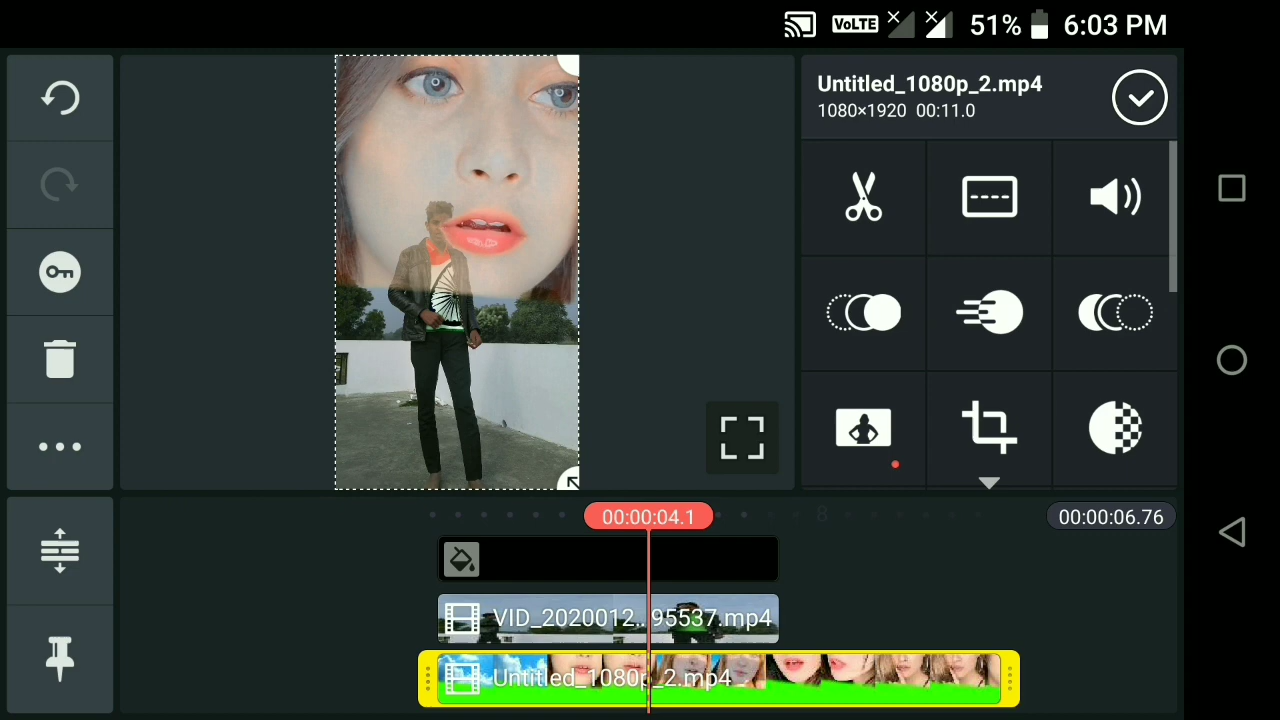 VoLTE 51% 6:03 PM
Untitled_1080p_2.mp4
1080×1920 00:11.0
00:00:04.1
8
00:00:06.76
VID_2020012...95537.mp4
Untitled_1080p_2.mp4